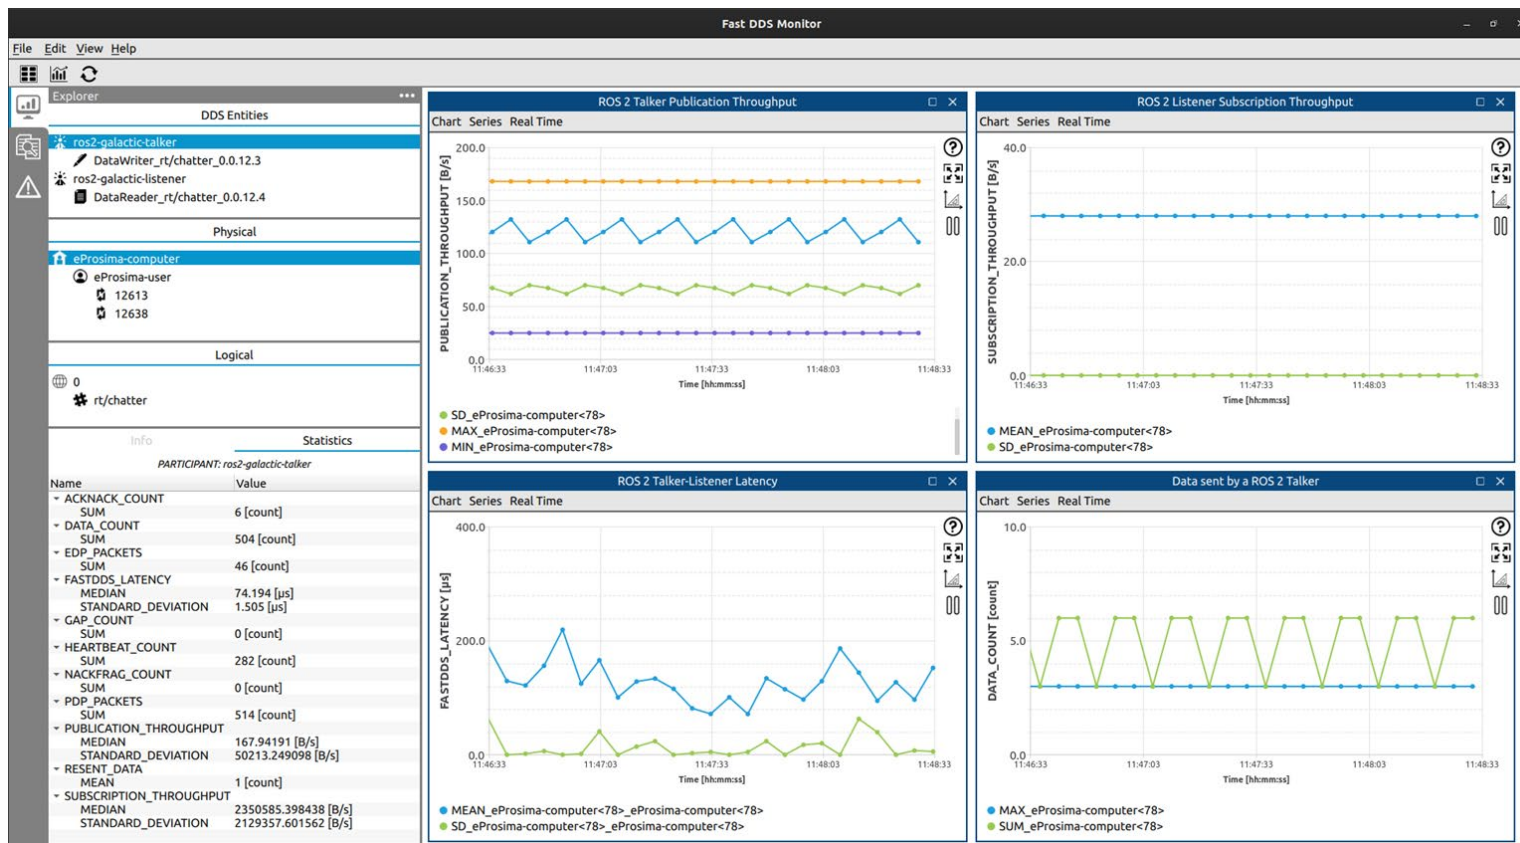 Fast DDS Monitor
File Edit View Help
Explorer
DDS Entities
ros2-galactic-talker
DataWriter_rt/chatter_0.0.12.3
ros2-galactic-listener
DataReader_rt/chatter_0.0.12.4
Physical
eProsima-computer
eProsima-user
12613
12638
Logical
0
rt/chatter
Info Statistics
PARTICIPANT: ros2-galactic-talker
Name Value
ACKNACK_COUNT
SUM 6 [count]
DATA_COUNT
SUM 504 [count]
EDP_PACKETS
SUM 46 [count]
FASTDDS_LATENCY
MEDIAN 74.194 [µs]
STANDARD_DEVIATION 1.505 [µs]
GAP_COUNT
SUM 0 [count]
HEARTBEAT_COUNT
SUM 282 [count]
NACKFRAG_COUNT
SUM 0 [count]
PDP_PACKETS
SUM 514 [count]
PUBLICATION_THROUGHPUT
MEDIAN 167.94191 [B/s]
STANDARD_DEVIATION 50213.249098 [B/s]
RESENT_DATA
MEAN 1 [count]
SUBSCRIPTION_THROUGHPUT
MEDIAN 2350585.398438 [B/s]
STANDARD_DEVIATION 2129357.601562 [B/s]
ROS 2 Talker Publication Throughput
Chart Series Real Time
PUBLICATION_THROUGHPUT [B/s]
200.0
150.0
100.0
50.0
0.0
11:46:33 11:47:03 11:47:33 11:48:03 11:48:33
Time [hh:mm:ss]
SD_eProsima-computer<78>
MAX_eProsima-computer<78>
MIN_eProsima-computer<78>
ROS 2 Listener Subscription Throughput
Chart Series Real Time
SUBSCRIPTION_THROUGHPUT [B/s]
40.0
20.0
0.0
11:46:33 11:47:03 11:47:33 11:48:03 11:48:33
Time [hh:mm:ss]
MEAN_eProsima-computer<78>
SD_eProsima-computer<78>
ROS 2 Talker-Listener Latency
Chart Series Real Time
FASTDDS_LATENCY [µs]
400.0
200.0
0.0
11:46:33 11:47:03 11:47:33 11:48:03 11:48:33
Time [hh:mm:ss]
MEAN_eProsima-computer<78>_eProsima-computer<78>
SD_eProsima-computer<78>_eProsima-computer<78>
Data sent by a ROS 2 Talker
Chart Series Real Time
DATA_COUNT [count]
10.0
5.0
0.0
11:46:33 11:47:03 11:47:33 11:48:03 11:48:33
Time [hh:mm:ss]
MAX_eProsima-computer<78>
SUM_eProsima-computer<78>